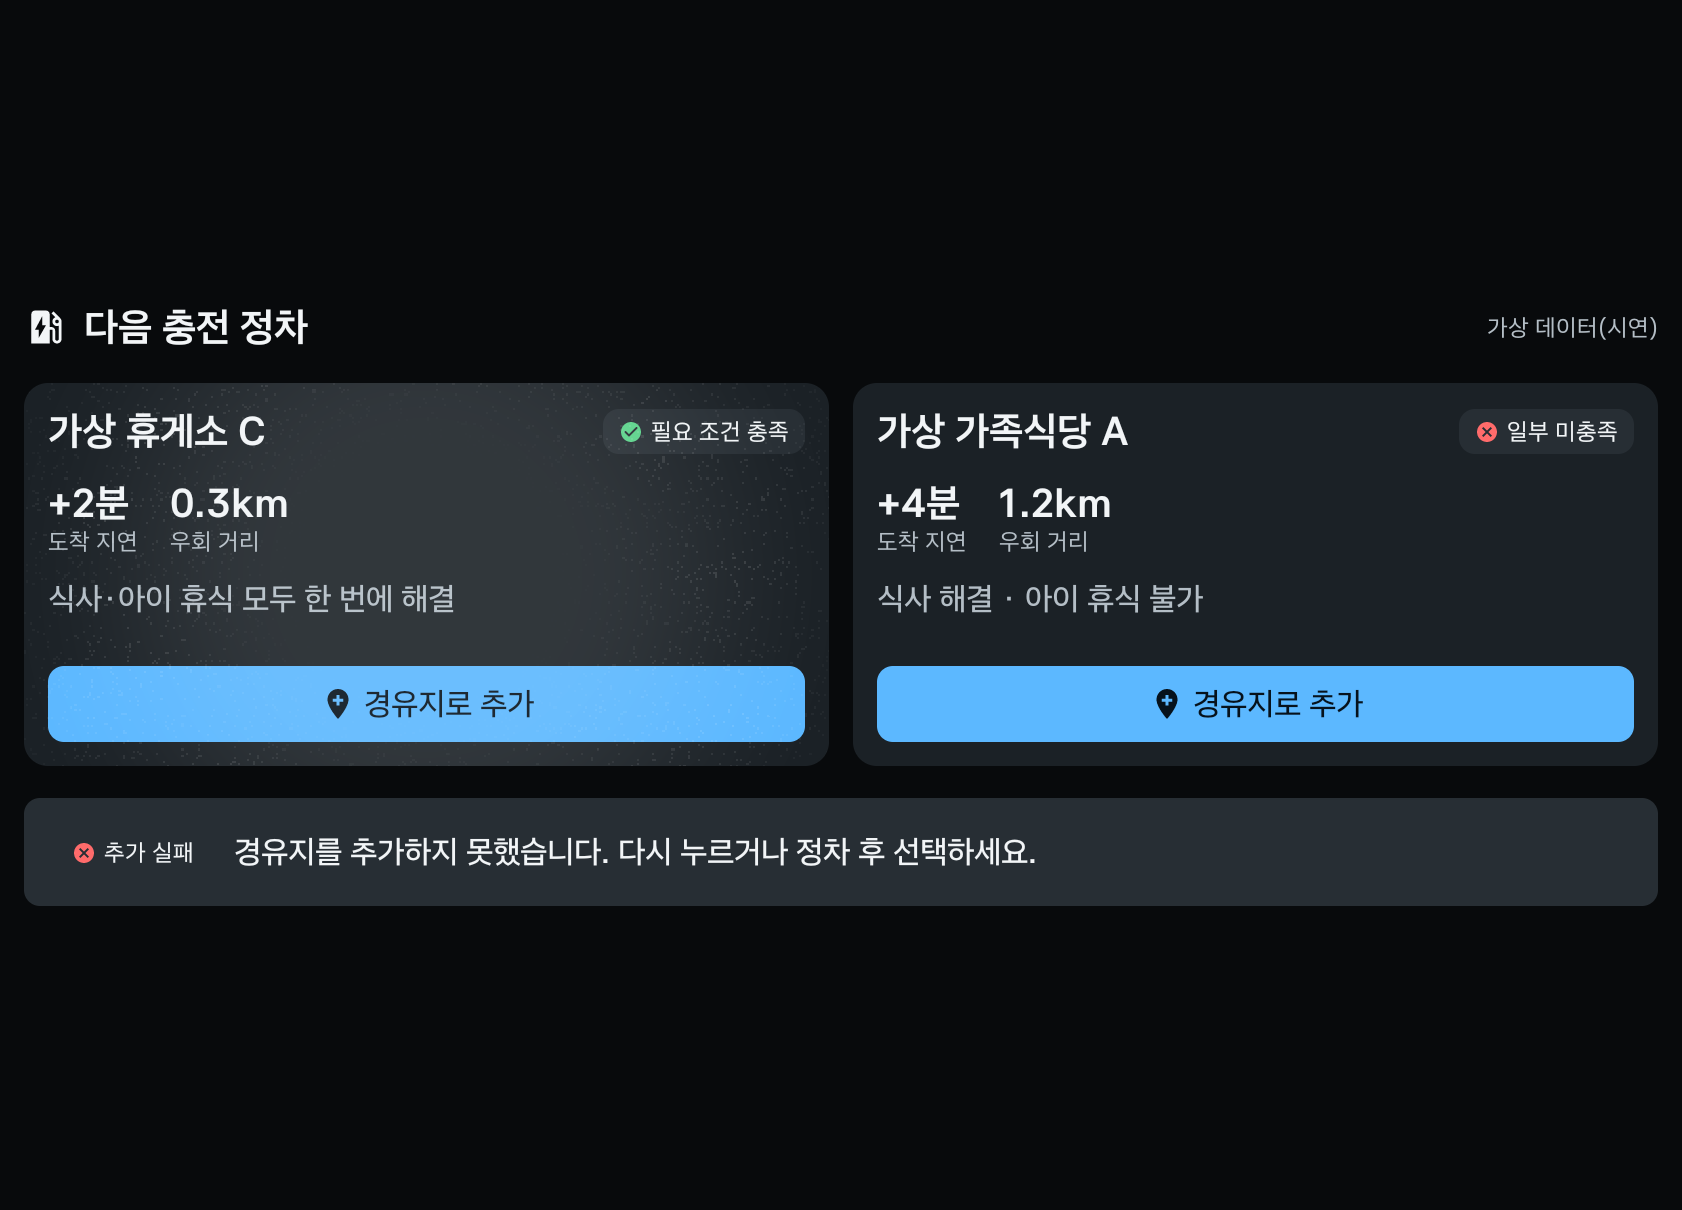 다음 충전 정차
가상 데이터(시연)
가상 휴게소 C
필요 조건 충족
+2분 0.3km
도착 지연 우회 거리
식사·아이 휴식 모두 한 번에 해결
경유지로 추가
가상 가족식당 A
일부 미충족
+4분 1.2km
도착 지연 우회 거리
식사 해결 · 아이 휴식 불가
경유지로 추가
추가 실패
경유지를 추가하지 못했습니다. 다시 누르거나 정차 후 선택하세요.